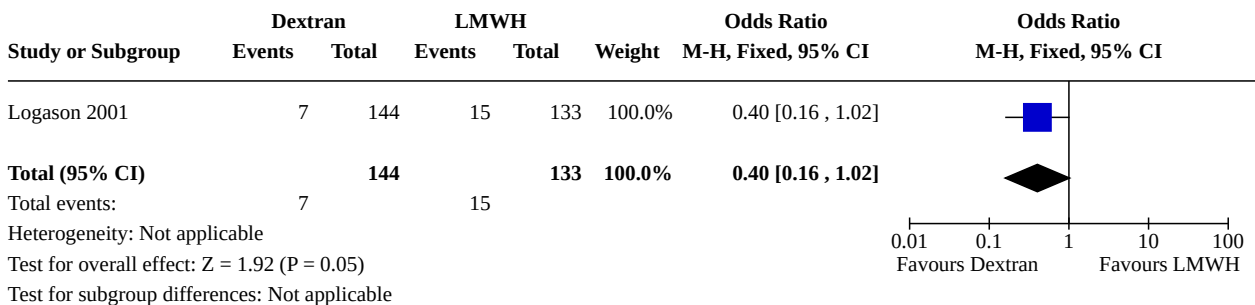 Dextran LMWH Odds Ratio Odds Ratio
Study or Subgroup Events Total Events Total Weight M-H, Fixed, 95% CI M-H, Fixed, 95% CI
Logason 2001 7 144 15 133 100.0% 0.40 [0.16 , 1.02]
Total (95% CI) 144 133 100.0% 0.40 [0.16 , 1.02]
Total events: 7 15
Heterogeneity: Not applicable
0.01 0.1 1 10 100
Test for overall effect: Z = 1.92 (P = 0.05)
Favours Dextran Favours LMWH
Test for subgroup differences: Not applicable